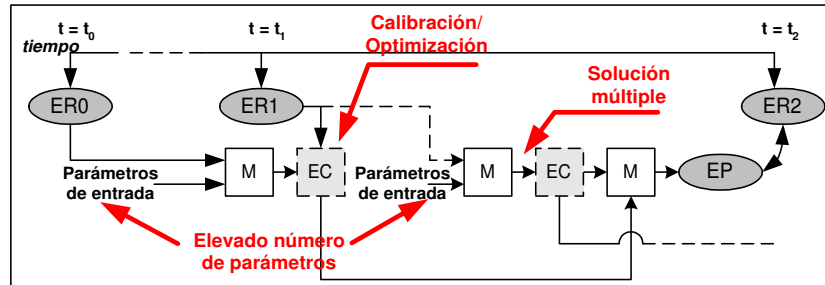 t = t0
t = t1
t = t2
tiempo
Calibración/
Optimización
Solución
múltiple
ER0
ER1
ER2
Parámetros
de entrada
M
EC
Parámetros
de entrada
M
EC
M
EP
Elevado número
de parámetros